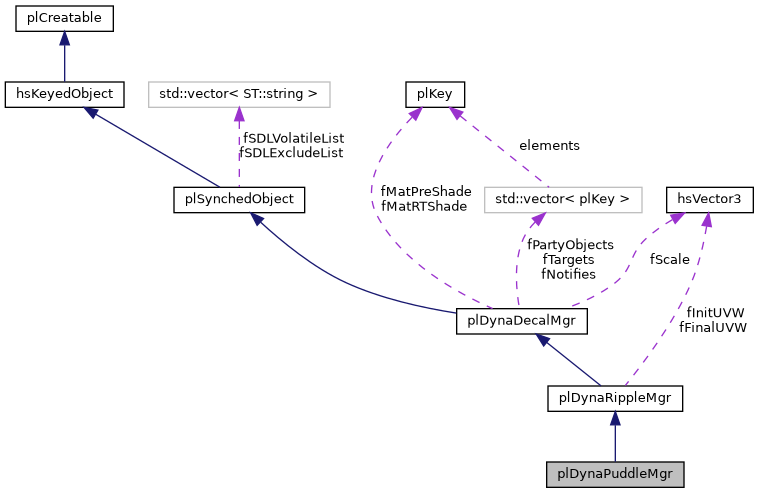 plCreatable
hsKeyedObject
std::vector< ST::string >
plKey
fSDLVolatileList
fSDLExcludeList
elements
plSynchedObject
fMatPreShade
fMatRTShade
std::vector< plKey >
hsVector3
fPartyObjects
fTargets
fNotifies
fScale
plDynaDecalMgr
fInitUVW
fFinalUVW
plDynaRippleMgr
plDynaPuddleMgr